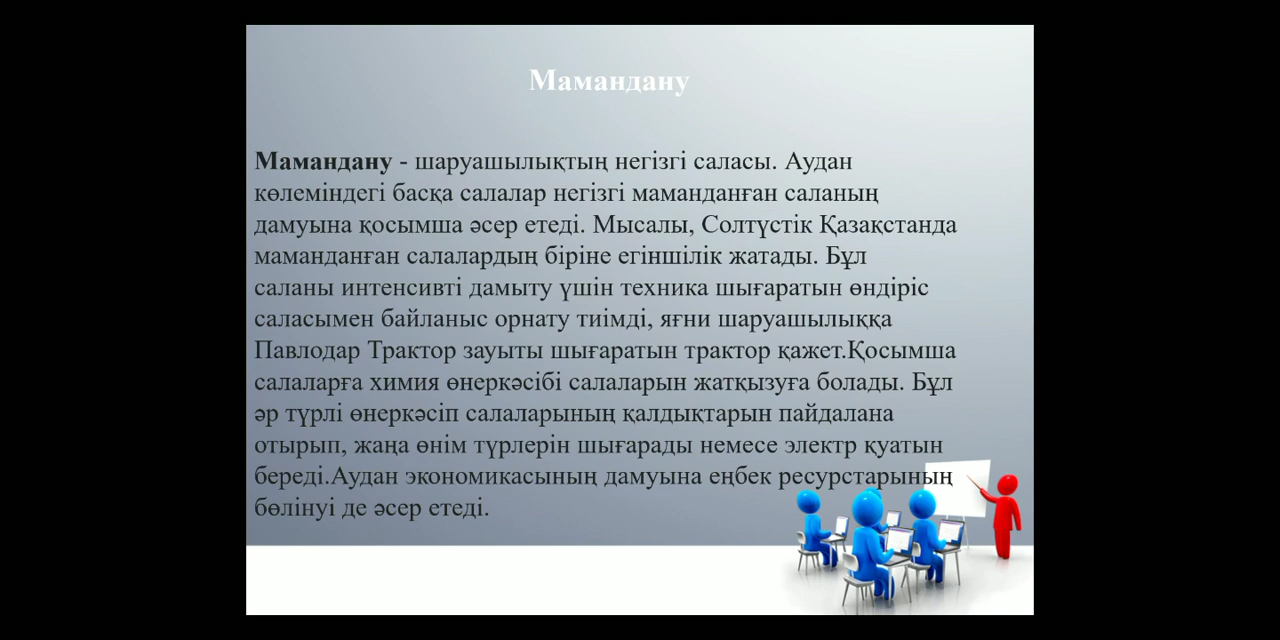 Мамандану
Мамандану - шаруашылықтың негізгі саласы. Аудан
көлеміндегі басқа салалар негізгі маманданған саланың
дамуына қосымша әсер етеді. Мысалы, Солтүстік Қазақстанда
маманданған салалардың біріне егіншілік жатады. Бұл
саланы интенсивті дамыту үшін техника шығаратын өндіріс
саласымен байланыс орнату тиімді, яғни шаруашылыққа
Павлодар Трактор зауыты шығаратын трактор қажет.Қосымша
салаларға химия өнеркәсібі салаларын жатқызуға болады. Бұл
әр түрлі өнеркәсіп салаларының қалдықтарын пайдалана
отырып, жаңа өнім түрлерін шығарады немесе электр қуатын
береді.Аудан экономикасының дамуына еңбек ресурстарының
бөлінуі де әсер етеді.